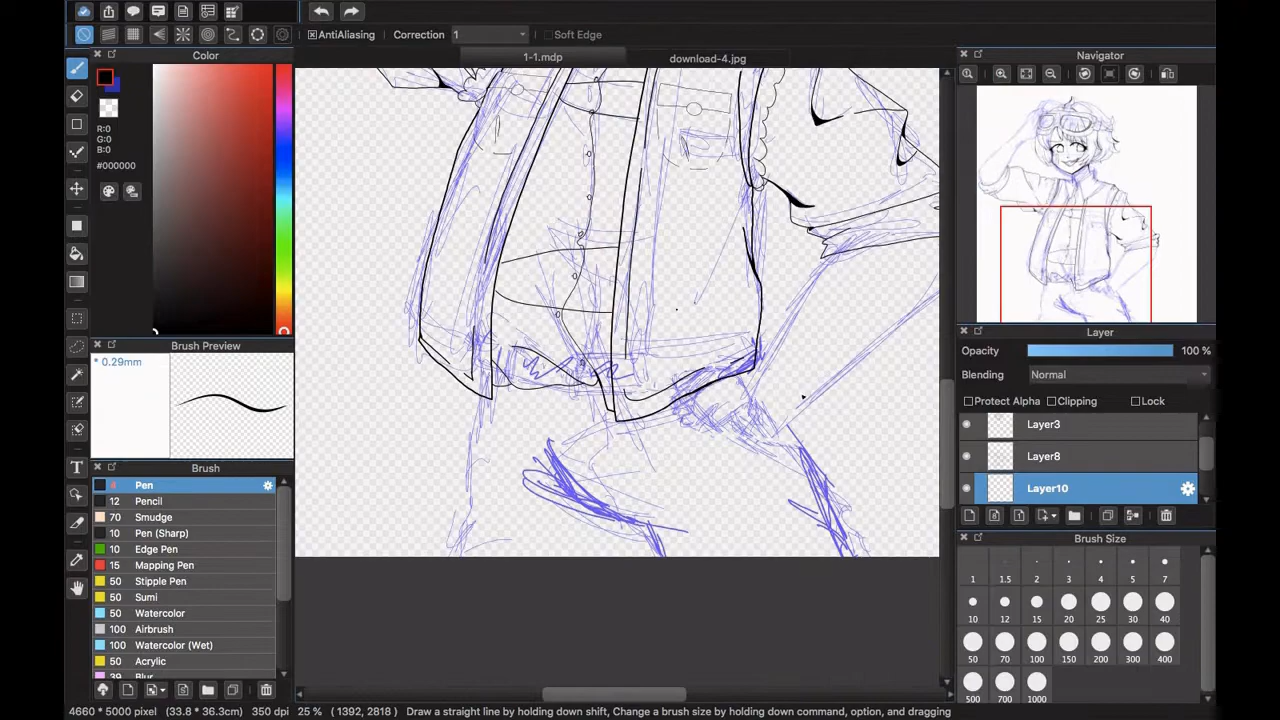 AntiAliasing Correction 1 Soft Edge
Color
1-1.mdp
download-4.jpg
Navigator
R:0
G:0
B:0
#000000
Brush Preview
* 0.29mm
Layer
Opacity 100 %
Blending Normal
Protect Alpha Clipping Lock
Layer3
Layer8
Layer10
Brush
4 Pen
12 Pencil
70 Smudge
10 Pen (Sharp)
10 Edge Pen
15 Mapping Pen
50 Stipple Pen
50 Sumi
50 Watercolor
100 Airbrush
100 Watercolor (Wet)
50 Acrylic
39 Blur
T
Brush Size
1 1.5 2 3 4 5 7
10 12 15 20 25 30 40
50 70 100 150 200 300 400
500 700 1000
4660 * 5000 pixel (33.8 * 36.3cm) 350 dpi 25 % ( 1392, 2818 ) Draw a straight line by holding down shift, Change a brush size by holding down command, option, and dragging